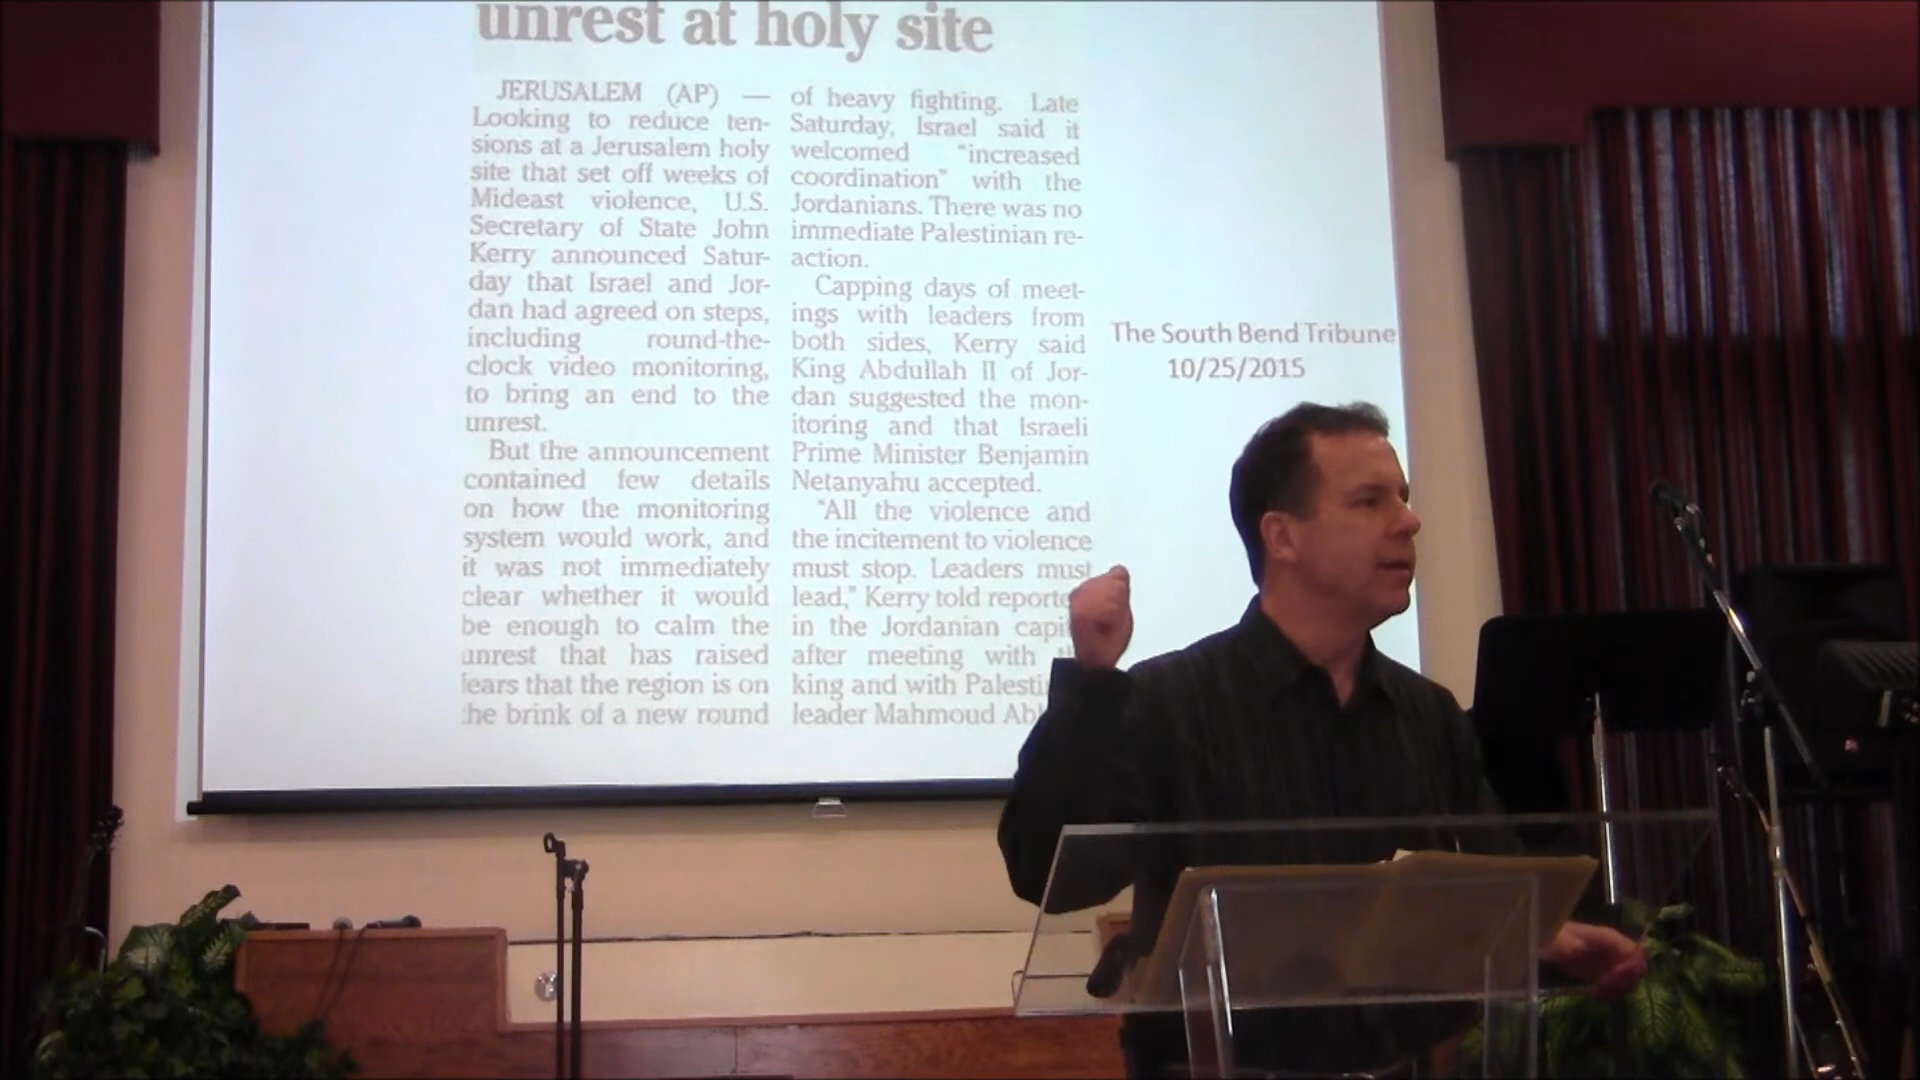 unrest at holy site
JERUSALEM (AP) —
Looking to reduce ten-
sions at a Jerusalem holy
site that set off weeks of
Mideast violence, U.S.
Secretary of State John
Kerry announced Satur-
day that Israel and Jor-
dan had agreed on steps,
including round-the-
clock video monitoring,
to bring an end to the
unrest.
But the announcement
contained few details
on how the monitoring
system would work, and
it was not immediately
clear whether it would
be enough to calm the
unrest that has raised
fears that the region is on
the brink of a new round
of heavy fighting. Late
Saturday, Israel said it
welcomed "increased
coordination" with the
Jordanians. There was no
immediate Palestinian re-
action.
Capping days of meet-
ings with leaders from
both sides, Kerry said
King Abdullah II of Jor-
dan suggested the mon-
itoring and that Israeli
Prime Minister Benjamin
Netanyahu accepted.
"All the violence and
the incitement to violence
must stop. Leaders must
lead," Kerry told reporte
in the Jordanian capi
after meeting with
king and with Palesti
leader Mahmoud Ab
The South Bend Tribune
10/25/2015